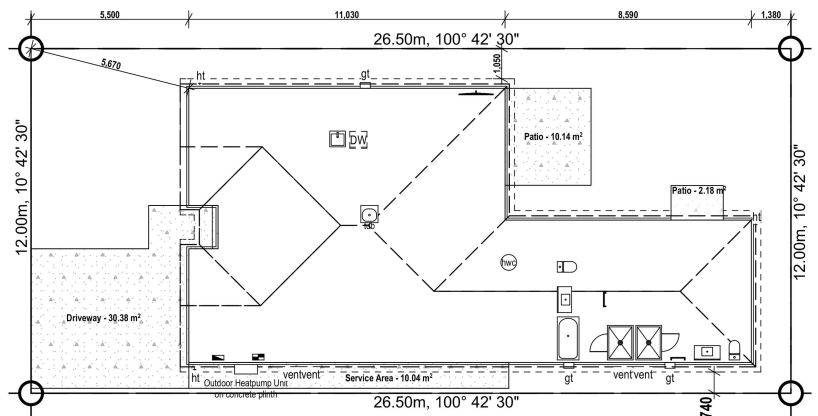 5,500 11,030 8,590 1,380
26.50m, 100° 42' 30"
5,670
ht
gt
1,050
DW
Patio - 10.14 m²
Patio - 2.18 m²
12.00m, 10° 42' 30"
12.00m, 10° 42' 30"
ht
tub
hwc
Driveway - 30.38 m²
ht
ventvent
Service Area - 10.04 m²
gt
ventvent
gt
Outdoor Heatpump Unit
on concrete plinth
26.50m, 100° 42' 30"
740